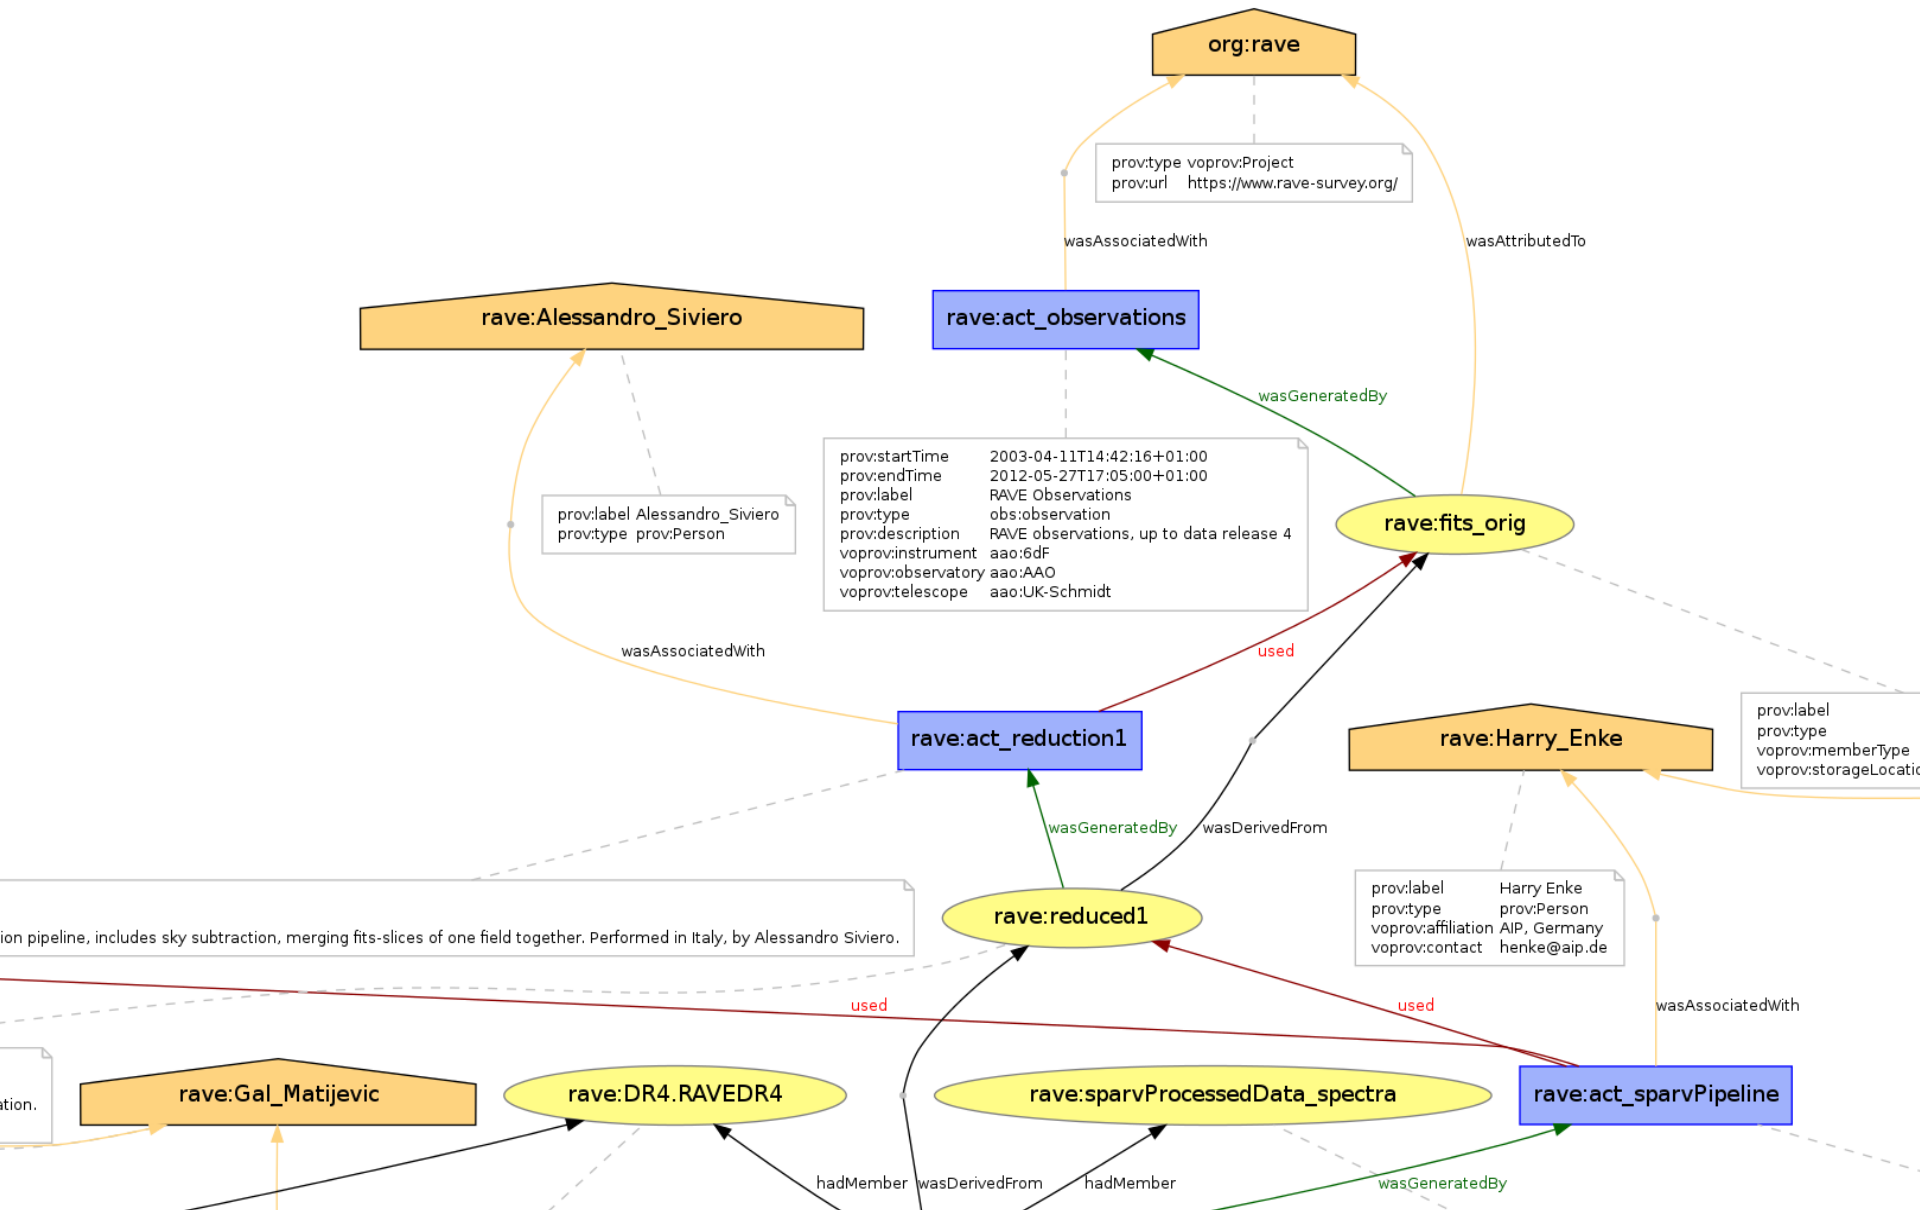 org:rave
prov:type voprov:Project
prov:url https://www.rave-survey.org/
wasAssociatedWith
wasAttributedTo
rave:Alessandro_Siviero
rave:act_observations
wasGeneratedBy
prov:startTime 2003-04-11T14:42:16+01:00
prov:endTime 2012-05-27T17:05:00+01:00
prov:label RAVE Observations
prov:type obs:observation
prov:description RAVE observations, up to data release 4
voprov:instrument aao:6dF
voprov:observatory aao:AAO
voprov:telescope aao:UK-Schmidt
prov:label Alessandro_Siviero
prov:type prov:Person
rave:fits_orig
wasAssociatedWith
used
rave:act_reduction1
rave:Harry_Enke
prov:label
prov:type
voprov:memberType
voprov:storageLocatio
wasGeneratedBy
wasDerivedFrom
prov:label Harry Enke
prov:type prov:Person
voprov:affiliation AIP, Germany
voprov:contact henke@aip.de
rave:reduced1
ion pipeline, includes sky subtraction, merging fits-slices of one field together. Performed in Italy, by Alessandro Siviero.
used
used
wasAssociatedWith
ation.
rave:Gal_Matijevic
rave:DR4.RAVEDR4
rave:sparvProcessedData_spectra
rave:act_sparvPipeline
hadMember
wasDerivedFrom
hadMember
wasGeneratedBy